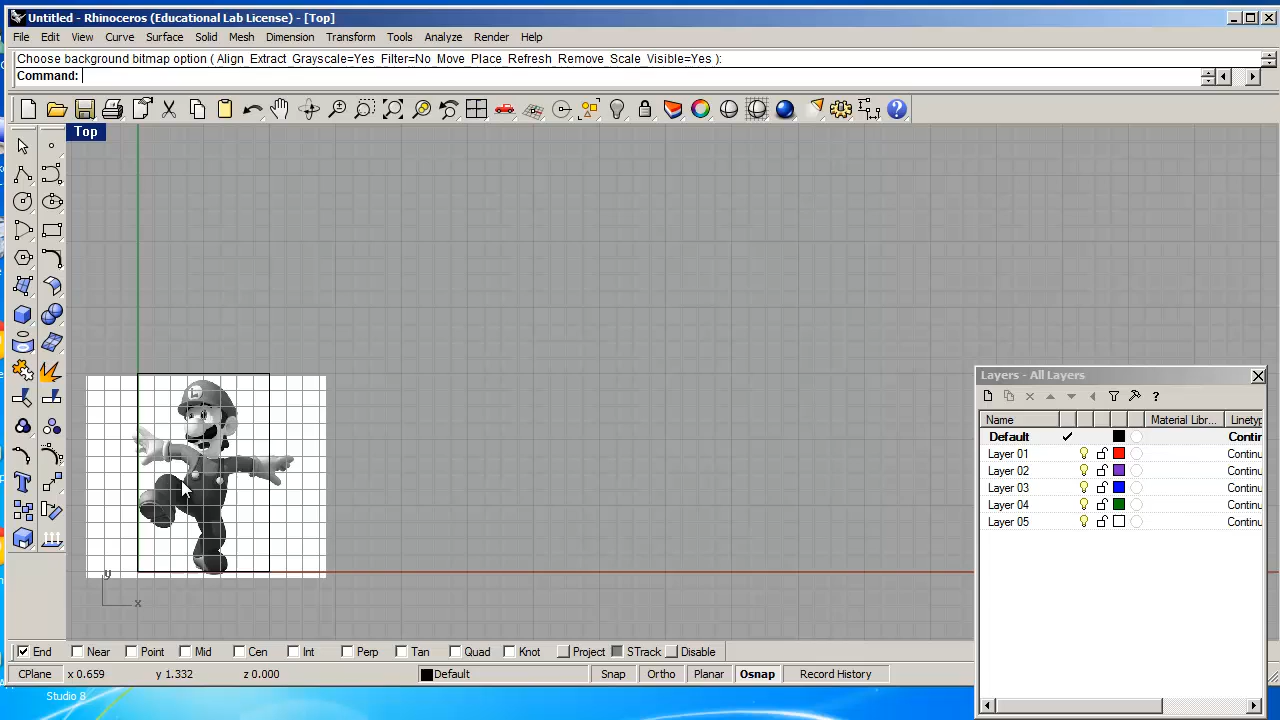 Untitled - Rhinoceros (Educational Lab License) - [Top]
File Edit View Curve Surface Solid Mesh Dimension Transform Tools Analyze Render Help
Choose background bitmap option ( Align Extract Grayscale=Yes Filter=No Move Place Refresh Remove Scale Visible=Yes ):
Command:
Top
L
y
x
Layers - All Layers
Name Material Libr... Linetyp
Default Contin
Layer 01 Continu
Layer 02 Continu
Layer 03 Continu
Layer 04 Continu
Layer 05 Continu
End Near Point Mid Cen Int Perp Tan Quad Knot Project STrack Disable
CPlane x 0.659 y 1.332 z 0.000 Default Snap Ortho Planar Osnap Record History
Studio 8